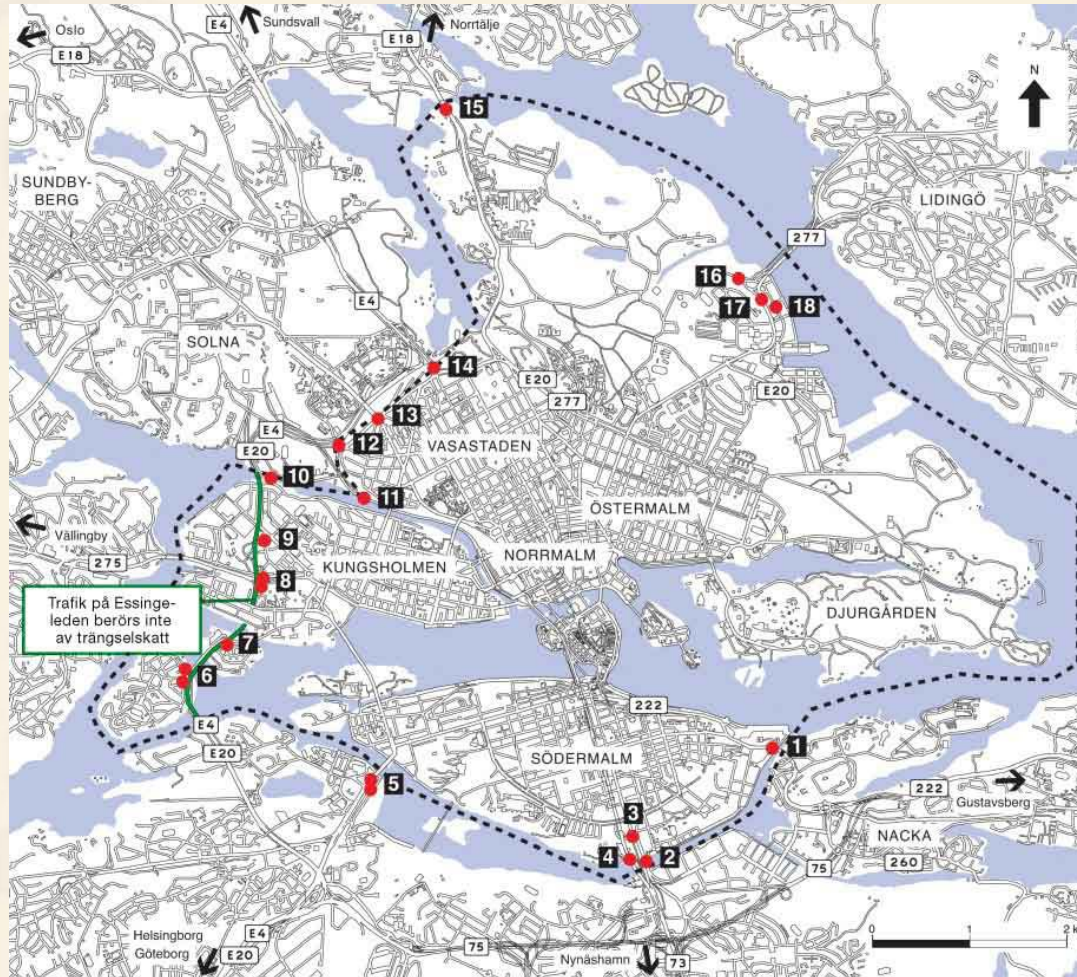 E4
Sundsvall
Norrtälje
Oslo
E18
E18
N
15
SUNDBY-
BERG
LIDINGÖ
277
16
E4
17
18
SOLNA
14
E20
277
E20
13
E4
12
VASASTADEN
E20
10
11
ÖSTERMALM
Vällingby
9
NORRMALM
275
KUNGSHOLMEN
8
Trafik på Essinge-
leden berörs inte
av trängselskatt
DJURGÅRDEN
7
6
222
E4
1
E20
SÖDERMALM
5
222
Gustavsberg
3
NACKA
4
2
75
260
Helsingborg
Göteborg
E4
E20
75
Nynäshamn
73
0
1
2 k